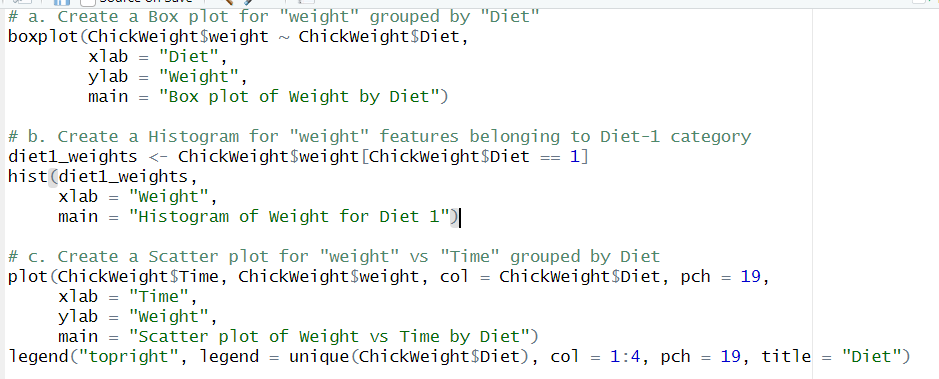 Source on Save
# a. Create a Box plot for "weight" grouped by "Diet"
boxplot(ChickWeight$weight ~ ChickWeight$Diet,
        xlab = "Diet",
        ylab = "Weight",
        main = "Box plot of Weight by Diet")
# b. Create a Histogram for "weight" features belonging to Diet-1 category
diet1_weights <- ChickWeight$weight[ChickWeight$Diet == 1]
hist(diet1_weights,
     xlab = "Weight",
     main = "Histogram of Weight for Diet 1")
# c. Create a Scatter plot for "weight" vs "Time" grouped by Diet
plot(ChickWeight$Time, ChickWeight$weight, col = ChickWeight$Diet, pch = 19,
     xlab = "Time",
     ylab = "Weight",
     main = "Scatter plot of Weight vs Time by Diet")
legend("topright", legend = unique(ChickWeight$Diet), col = 1:4, pch = 19, title = "Diet")